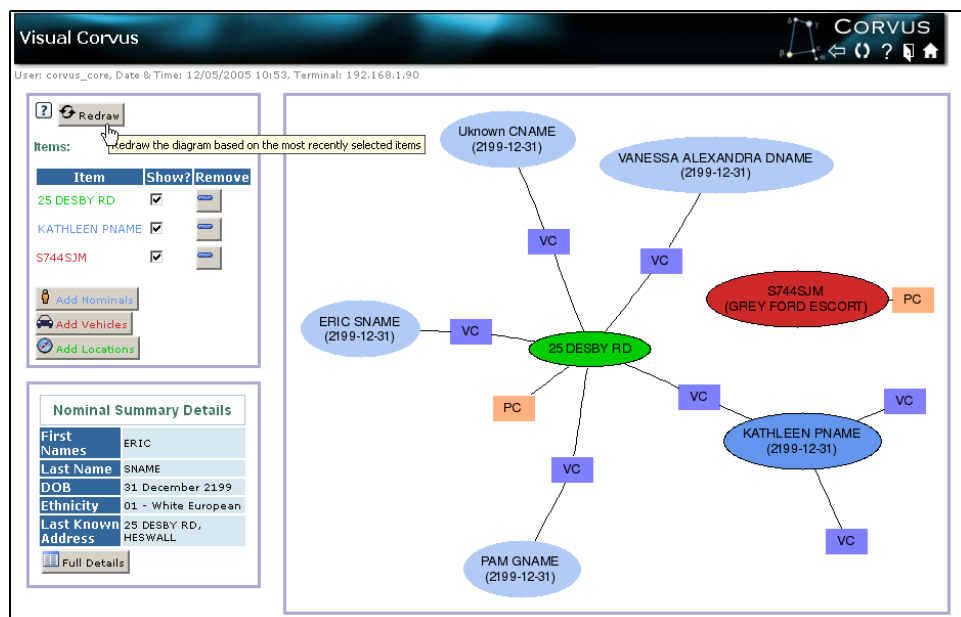 Visual Corvus
CORVUS
User: corvus_core, Date & Time: 12/05/2005 10:53, Terminal: 192.168.1.90
? Redraw
Redraw the diagram based on the most recently selected items
Items:
Item Show? Remove
25 DESBY RD
KATHLEEN PNAME
S744SJM
Add Nominals
Add Vehicles
Add Locations
Nominal Summary Details
First Names ERIC
Last Name SNAME
DOB 31 December 2199
Ethnicity 01 - White European
Last Known Address 25 DESBY RD,
HESWALL
Full Details
Uknown CNAME
(2199-12-31)
VANESSA ALEXANDRA DNAME
(2199-12-31)
VC
VC
S744SJM
(GREY FORD ESCORT)
PC
ERIC SNAME
(2199-12-31)
VC
25 DESBY RD
PC
VC
VC
KATHLEEN PNAME
(2199-12-31)
VC
VC
PAM GNAME
(2199-12-31)